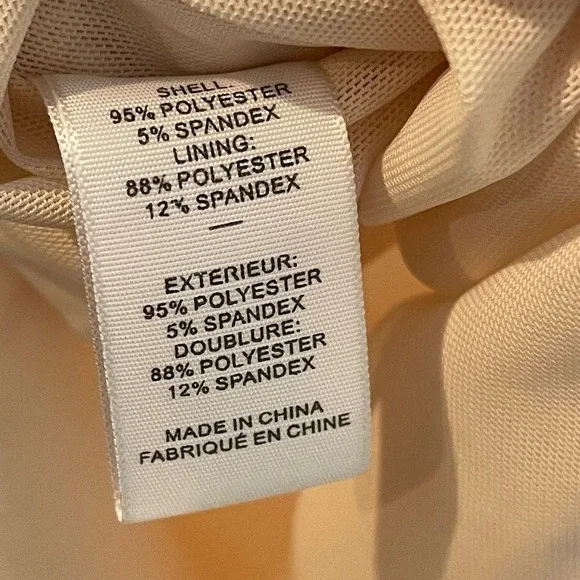 SHELL
95% POLYESTER
5% SPANDEX
LINING:
88% POLYESTER
12% SPANDEX
—
EXTERIEUR:
95% POLYESTER
5% SPANDEX
DOUBLURE:
88% POLYESTER
12% SPANDEX
MADE IN CHINA
FABRIQUÉ EN CHINE